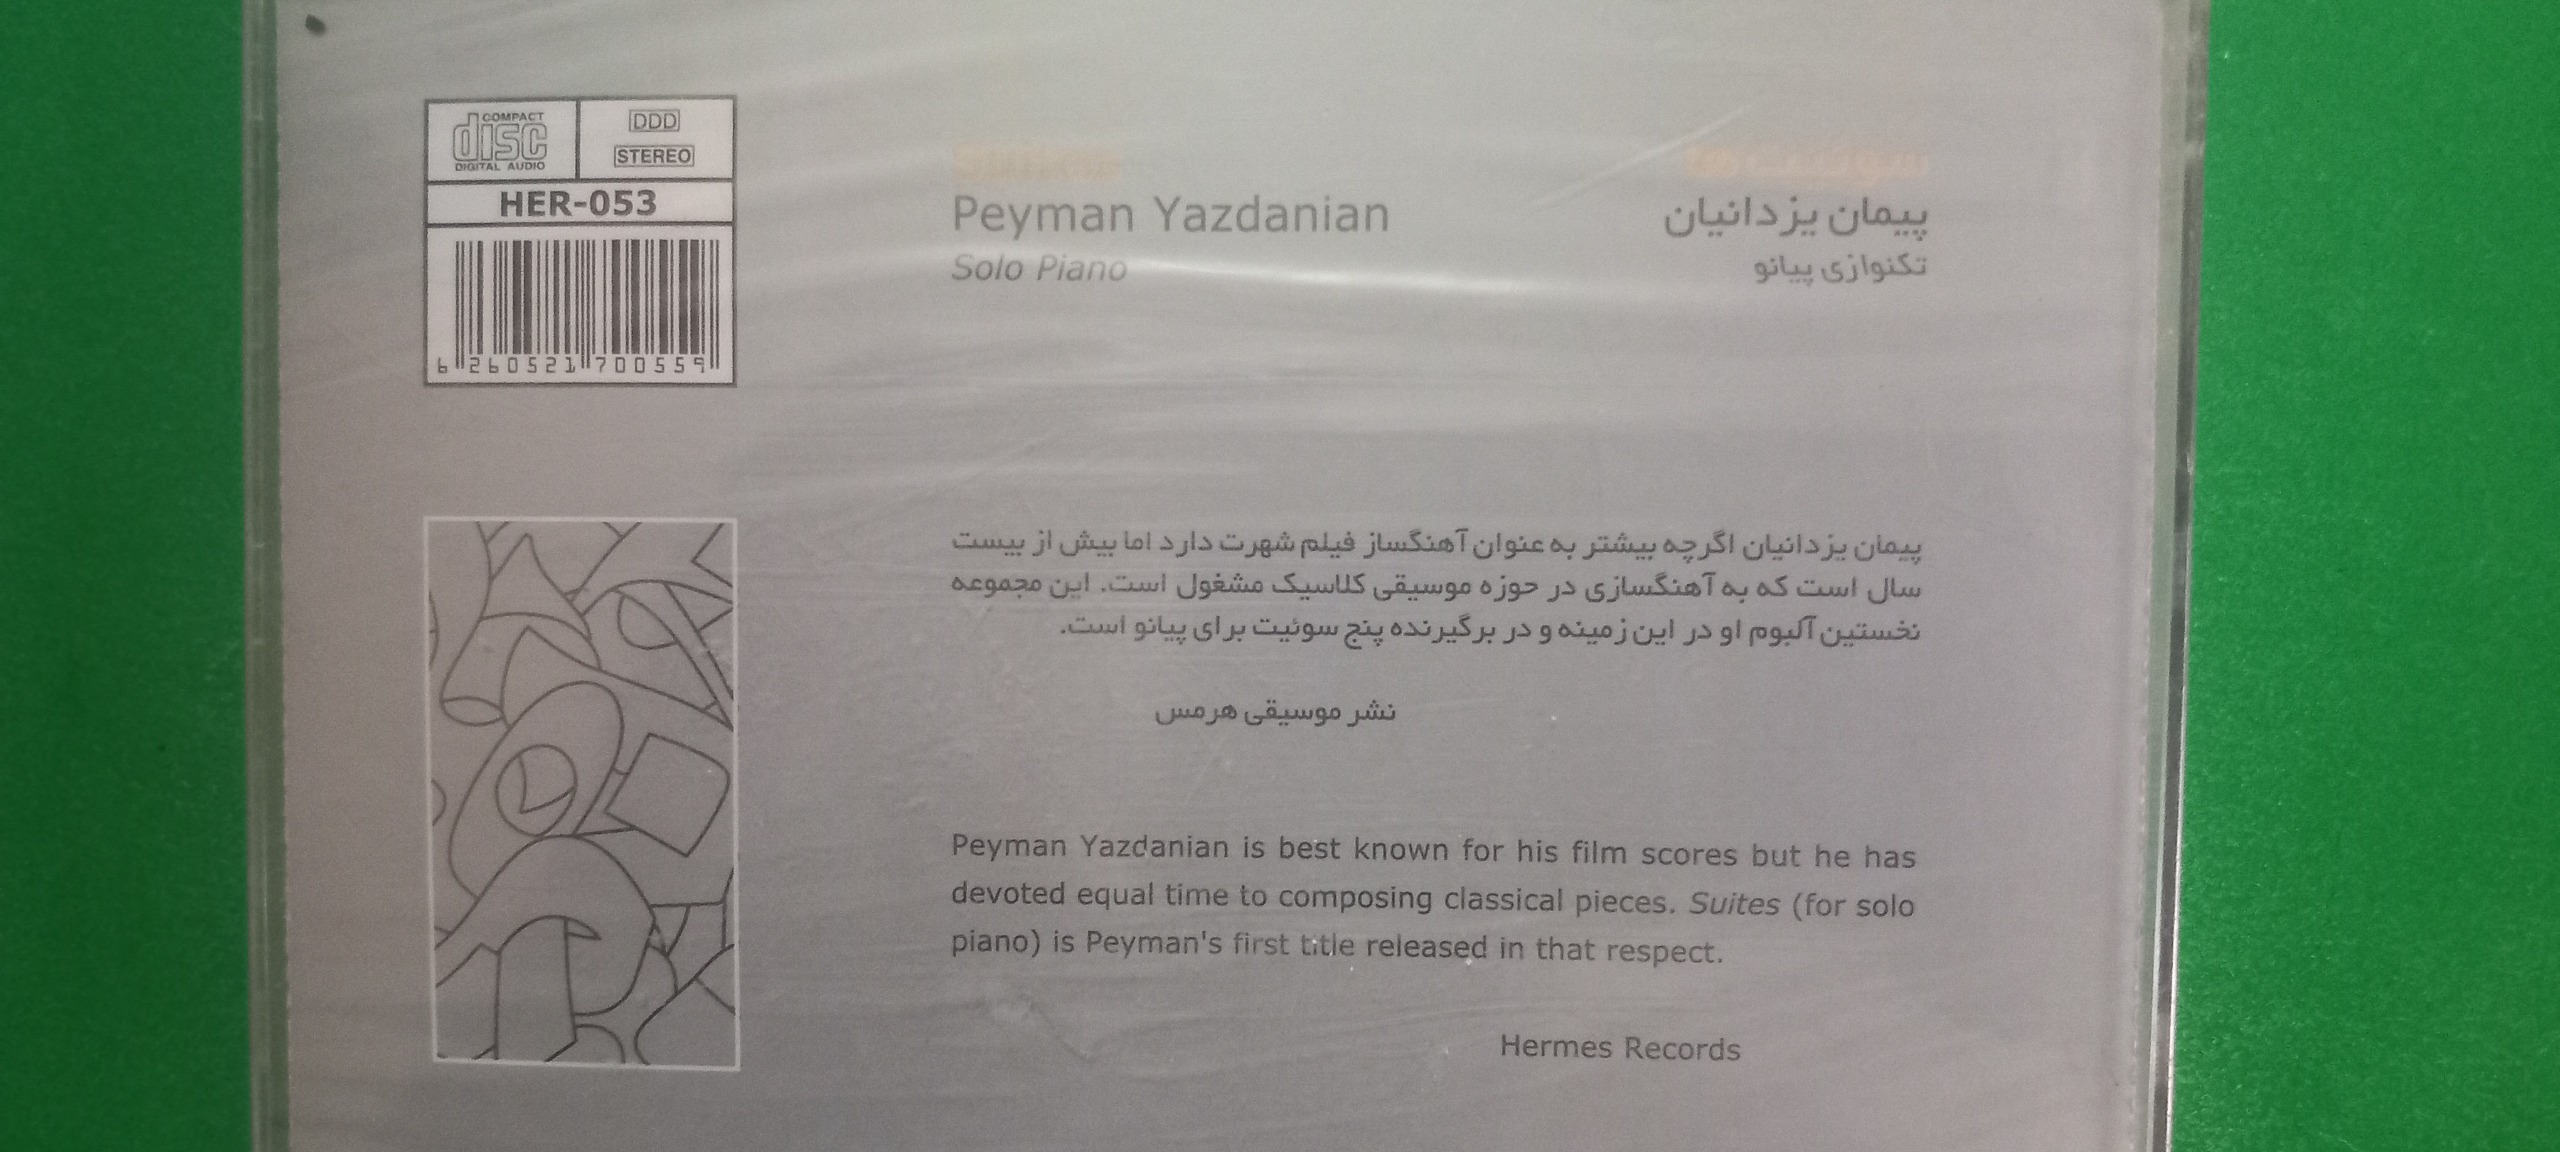 COMPACT
disc
DIGITAL AUDIO
DDD
STEREO
HER-053
6 260521 700559
سوئیت‌ها
Peyman Yazdanian
پیمان یزدانیان
Solo Piano
تکنوازی پیانو
پیمان یزدانیان اگرچه بیشتر به عنوان آهنگساز فیلم شهرت دارد اما بیش از بیست
سال است که به آهنگسازی در حوزه موسیقی کلاسیک مشغول است. این مجموعه
نخستین آلبوم او در این زمینه و در برگیرنده پنج سوئیت برای پیانو است.
نشر موسیقی هرمس
Peyman Yazdanian is best known for his film scores but he has
devoted equal time to composing classical pieces. Suites (for solo
piano) is Peyman's first title released in that respect.
Hermes Records